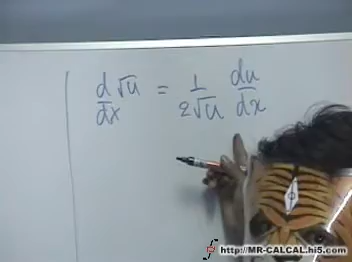 d/dx √u = 1/2√u du/dx
http://MR-CALCAL.hi5.com